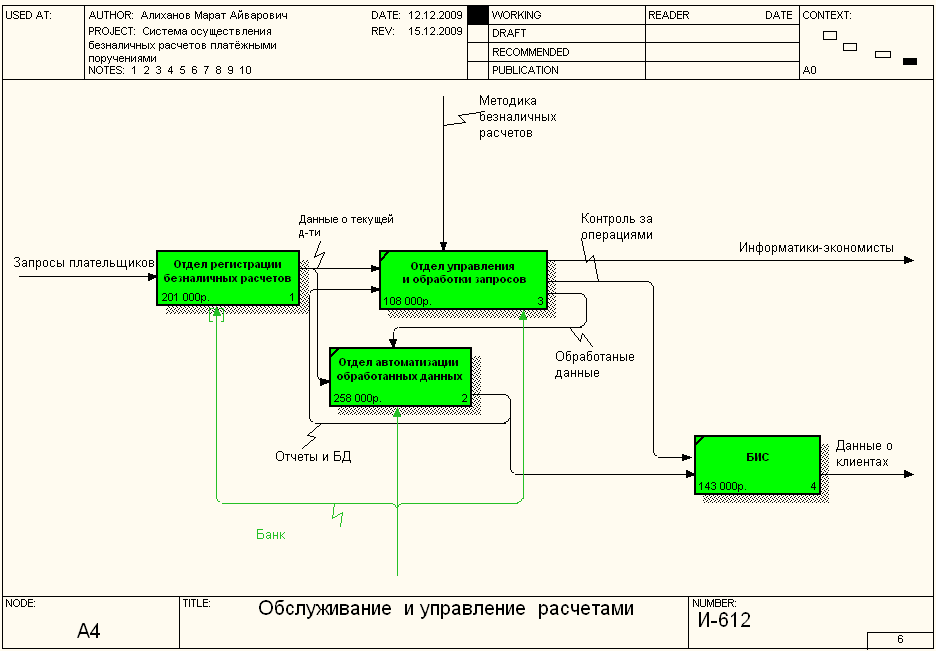 USED AT:
AUTHOR: Алиханов Марат Айварович
DATE: 12.12.2009
WORKING
READER
DATE
CONTEXT:
PROJECT: Система осуществления
безналичных расчетов платёжными
поручениями
REV: 15.12.2009
DRAFT
RECOMMENDED
NOTES: 1 2 3 4 5 6 7 8 9 10
PUBLICATION
A0
Методика
безналичных
расчетов
Данные о текущей
д-ти
Контроль за
операциями
Информатики-экономисты
Запросы плательщиков
Отдел регистрации
безналичных расчетов
201 000р.
1
Отдел управления
и обработки запросов
108 000р.
3
Отдел автоматизации
обработанных данных
258 000р.
2
Обработаные
данные
Отчеты и БД
БИС
143 000р.
4
Данные о
клиентах
Банк
NODE:
A4
TITLE:
Обслуживание и управление расчетами
NUMBER:
И-612
6